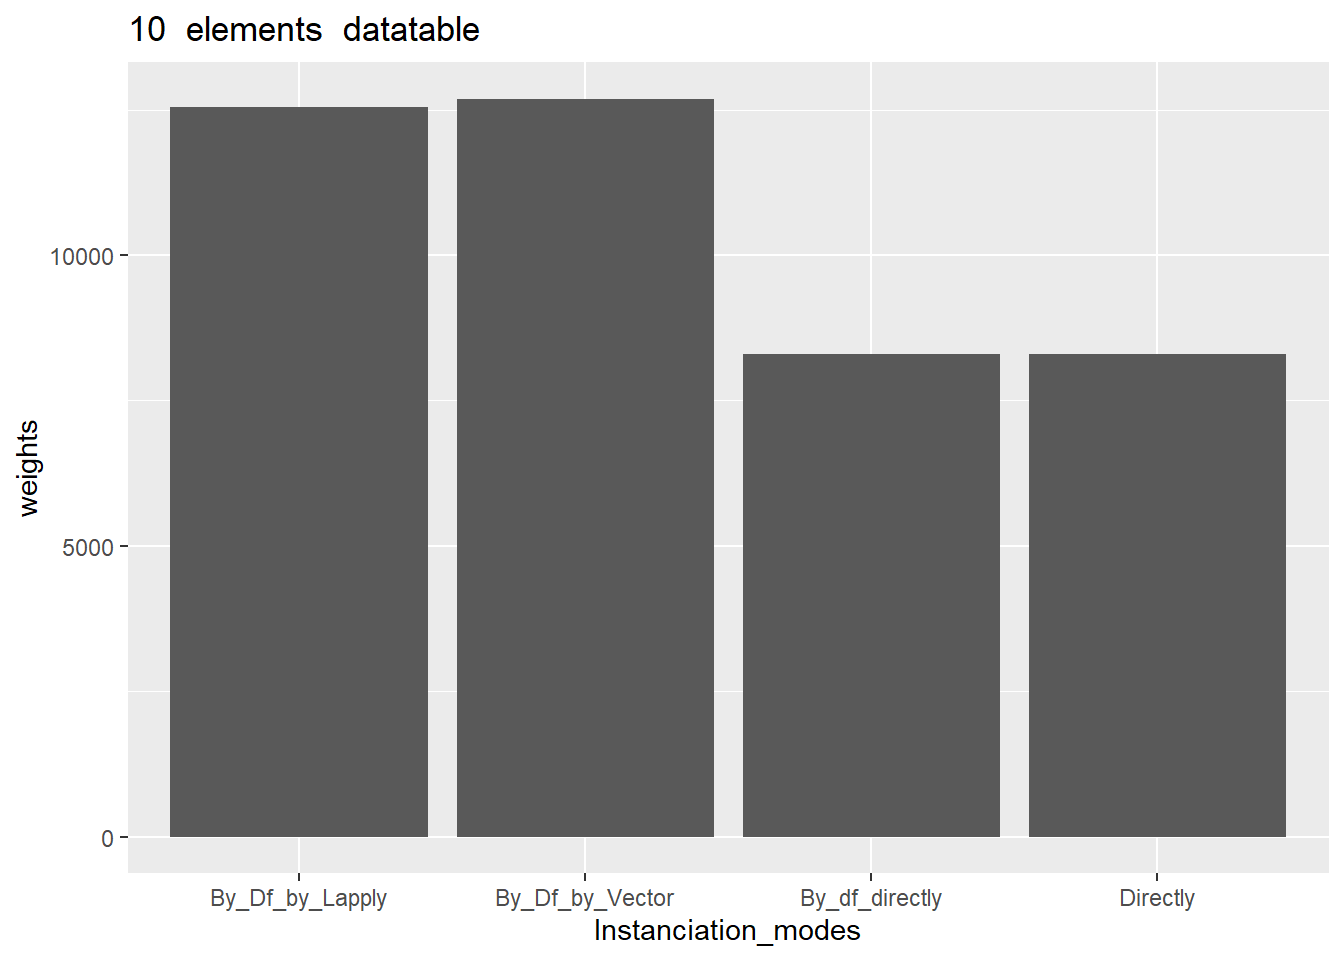 10 elements datatable
weights
10000
5000
0
By_Df_by_Lapply By_Df_by_Vector By_df_directly Directly
Instanciation_modes